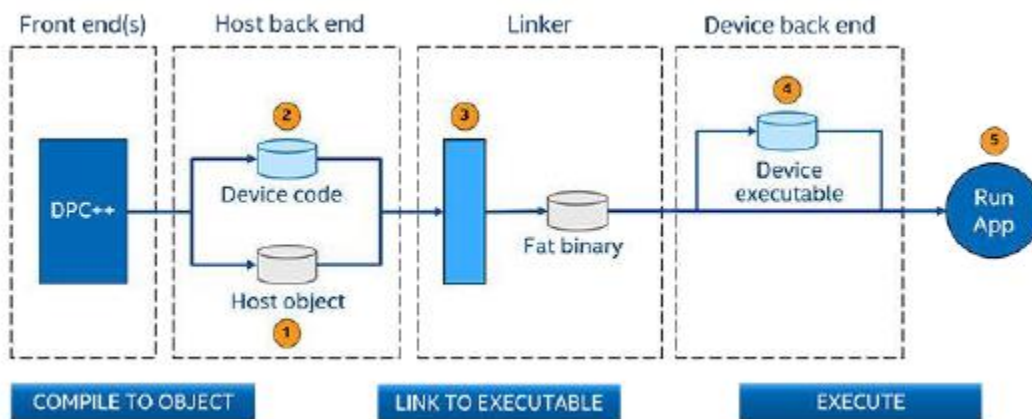 Front end(s)
Host back end
Linker
Device back end
2
3
4
5
DPC++
Device code
Device
executable
Run
App
Fat binary
Host object
1
COMPILE TO OBJECT
LINK TO EXECUTABLE
EXECUTE